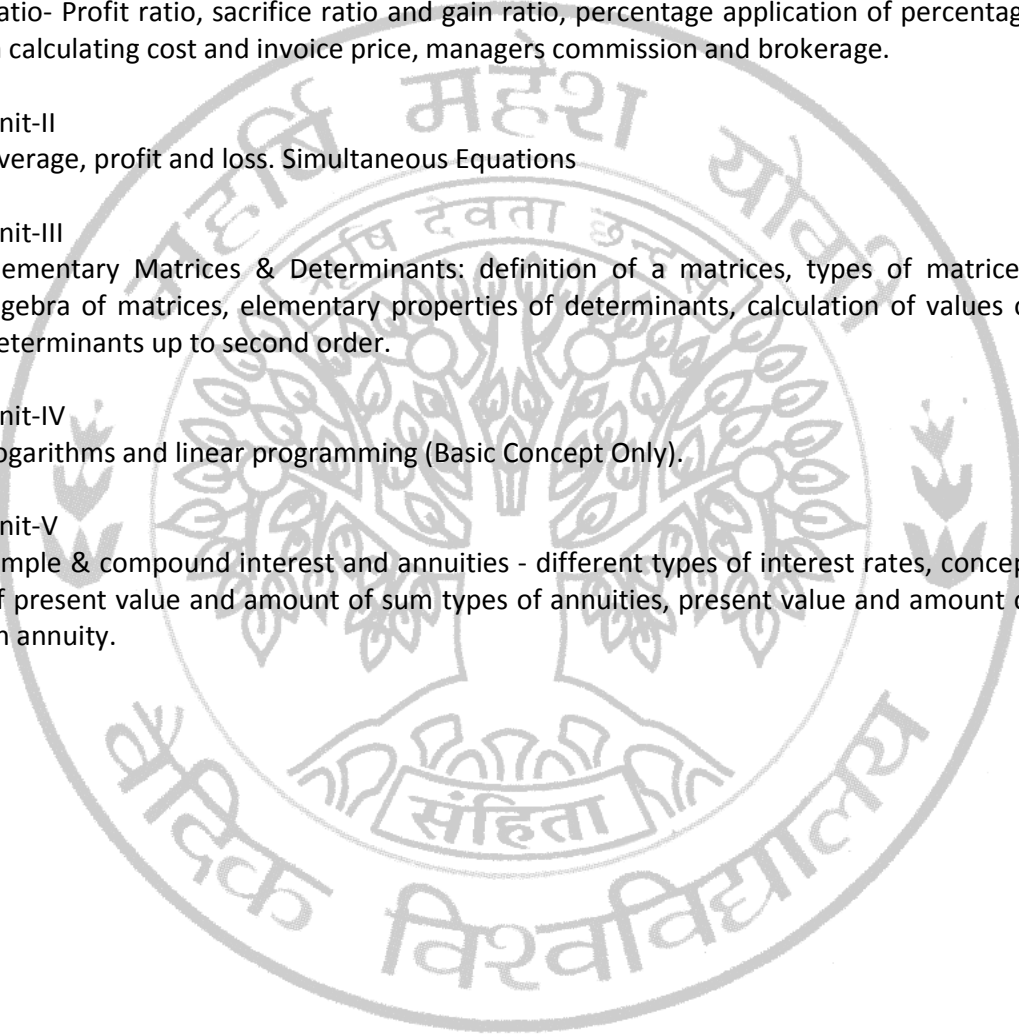 atio- Profit ratio, sacrifice ratio and gain ratio, percentage application of percentag
calculating cost and invoice price, managers commission and brokerage.
nit-II
verage, profit and loss. Simultaneous Equations
nit-III
ementary Matrices & Determinants: definition of a matrices, types of matrice
gebra of matrices, elementary properties of determinants, calculation of values o
eterminants up to second order.
nit-IV
ogarithms and linear programming (Basic Concept Only).
nit-V
mple & compound interest and annuities - different types of interest rates, concep
f present value and amount of sum types of annuities, present value and amount o
n annuity.
महर्षि महेश योगी
देवता
संहिता
वैदिक विश्वविद्यालय